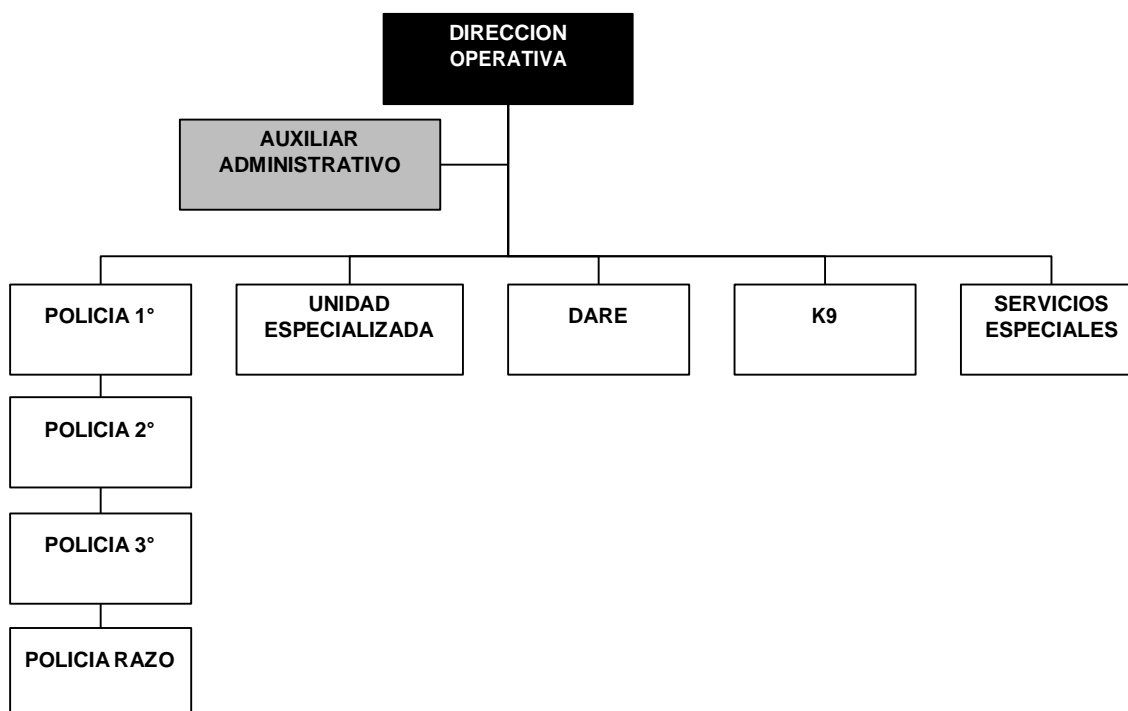 DIRECCION
OPERATIVA
AUXILIAR
ADMINISTRATIVO
POLICIA 1°
UNIDAD
ESPECIALIZADA
DARE
K9
SERVICIOS
ESPECIALES
POLICIA 2°
POLICIA 3°
POLICIA RAZO